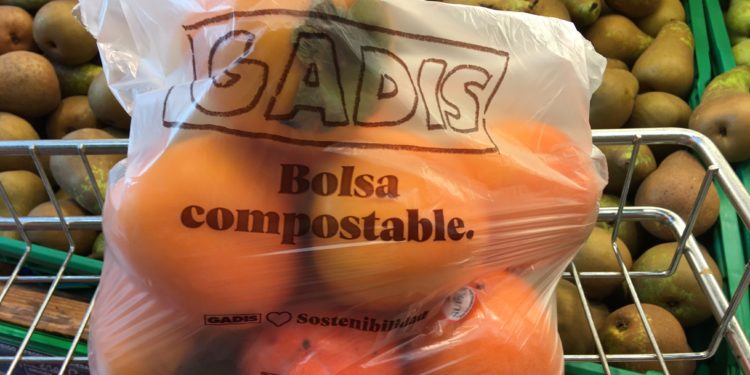 GADIS
Bolsa
compostable.
GADIS Sostenibilidad